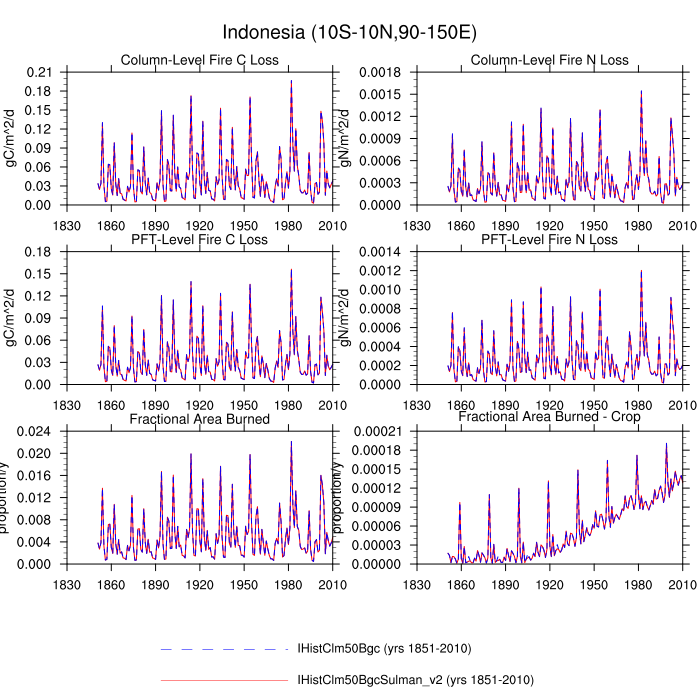 Indonesia (10S-10N,90-150E)
Column-Level Fire C Loss
gC/m^2/d
0.21
0.18
0.15
0.12
0.09
0.06
0.03
0.00
1830 1860 1890 1920 1950 1980 2010
Column-Level Fire N Loss
gN/m^2/d
0.0018
0.0015
0.0012
0.0009
0.0006
0.0003
0.0000
1830 1860 1890 1920 1950 1980 2010
PFT-Level Fire C Loss
gC/m^2/d
0.18
0.15
0.12
0.09
0.06
0.03
0.00
1830 1860 1890 1920 1950 1980 2010
PFT-Level Fire N Loss
gN/m^2/d
0.0014
0.0012
0.0010
0.0008
0.0006
0.0004
0.0002
0.0000
1830 1860 1890 1920 1950 1980 2010
Fractional Area Burned
proportion/y
0.024
0.020
0.016
0.012
0.008
0.004
0.000
1830 1860 1890 1920 1950 1980 2010
Fractional Area Burned - Crop
proportion/y
0.00021
0.00018
0.00015
0.00012
0.00009
0.00006
0.00003
0.00000
1830 1860 1890 1920 1950 1980 2010
IHistClm50Bgc (yrs 1851-2010)
IHistClm50BgcSulman_v2 (yrs 1851-2010)